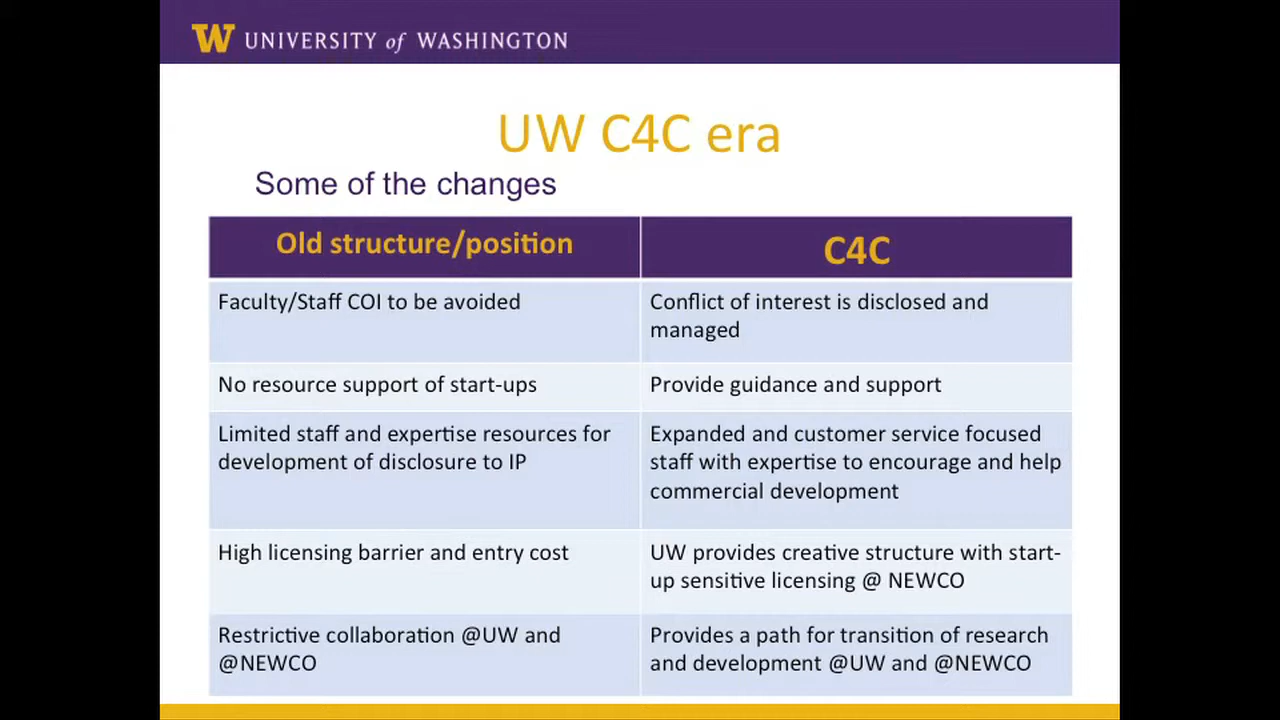 W UNIVERSITY of WASHINGTON
UW C4C era
Some of the changes
Old structure/position
C4C
Faculty/Staff COI to be avoided
Conflict of interest is disclosed and
managed
No resource support of start-ups
Provide guidance and support
Limited staff and expertise resources for
development of disclosure to IP
Expanded and customer service focused
staff with expertise to encourage and help
commercial development
High licensing barrier and entry cost
UW provides creative structure with start-
up sensitive licensing @ NEWCO
Restrictive collaboration @UW and
@NEWCO
Provides a path for transition of research
and development @UW and @NEWCO